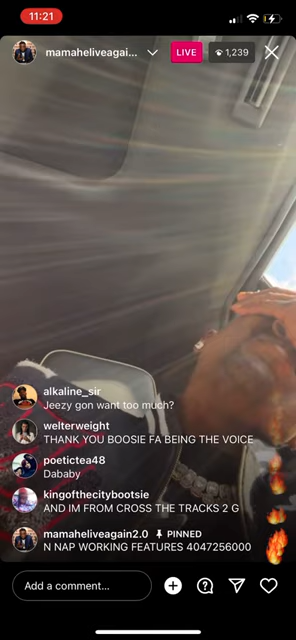 11:21
mamaheliveagai...
LIVE
1,239
alkaline_sir
Jeezy gon want too much?
welterweight
THANK YOU BOOSIE FA BEING THE VOICE
poetictea48
Dababy
kingofthecitybootsie
AND IM FROM CROSS THE TRACKS 2 G
mamaheliveagain2.0 PINNED
N NAP WORKING FEATURES 4047256000
Add a comment...